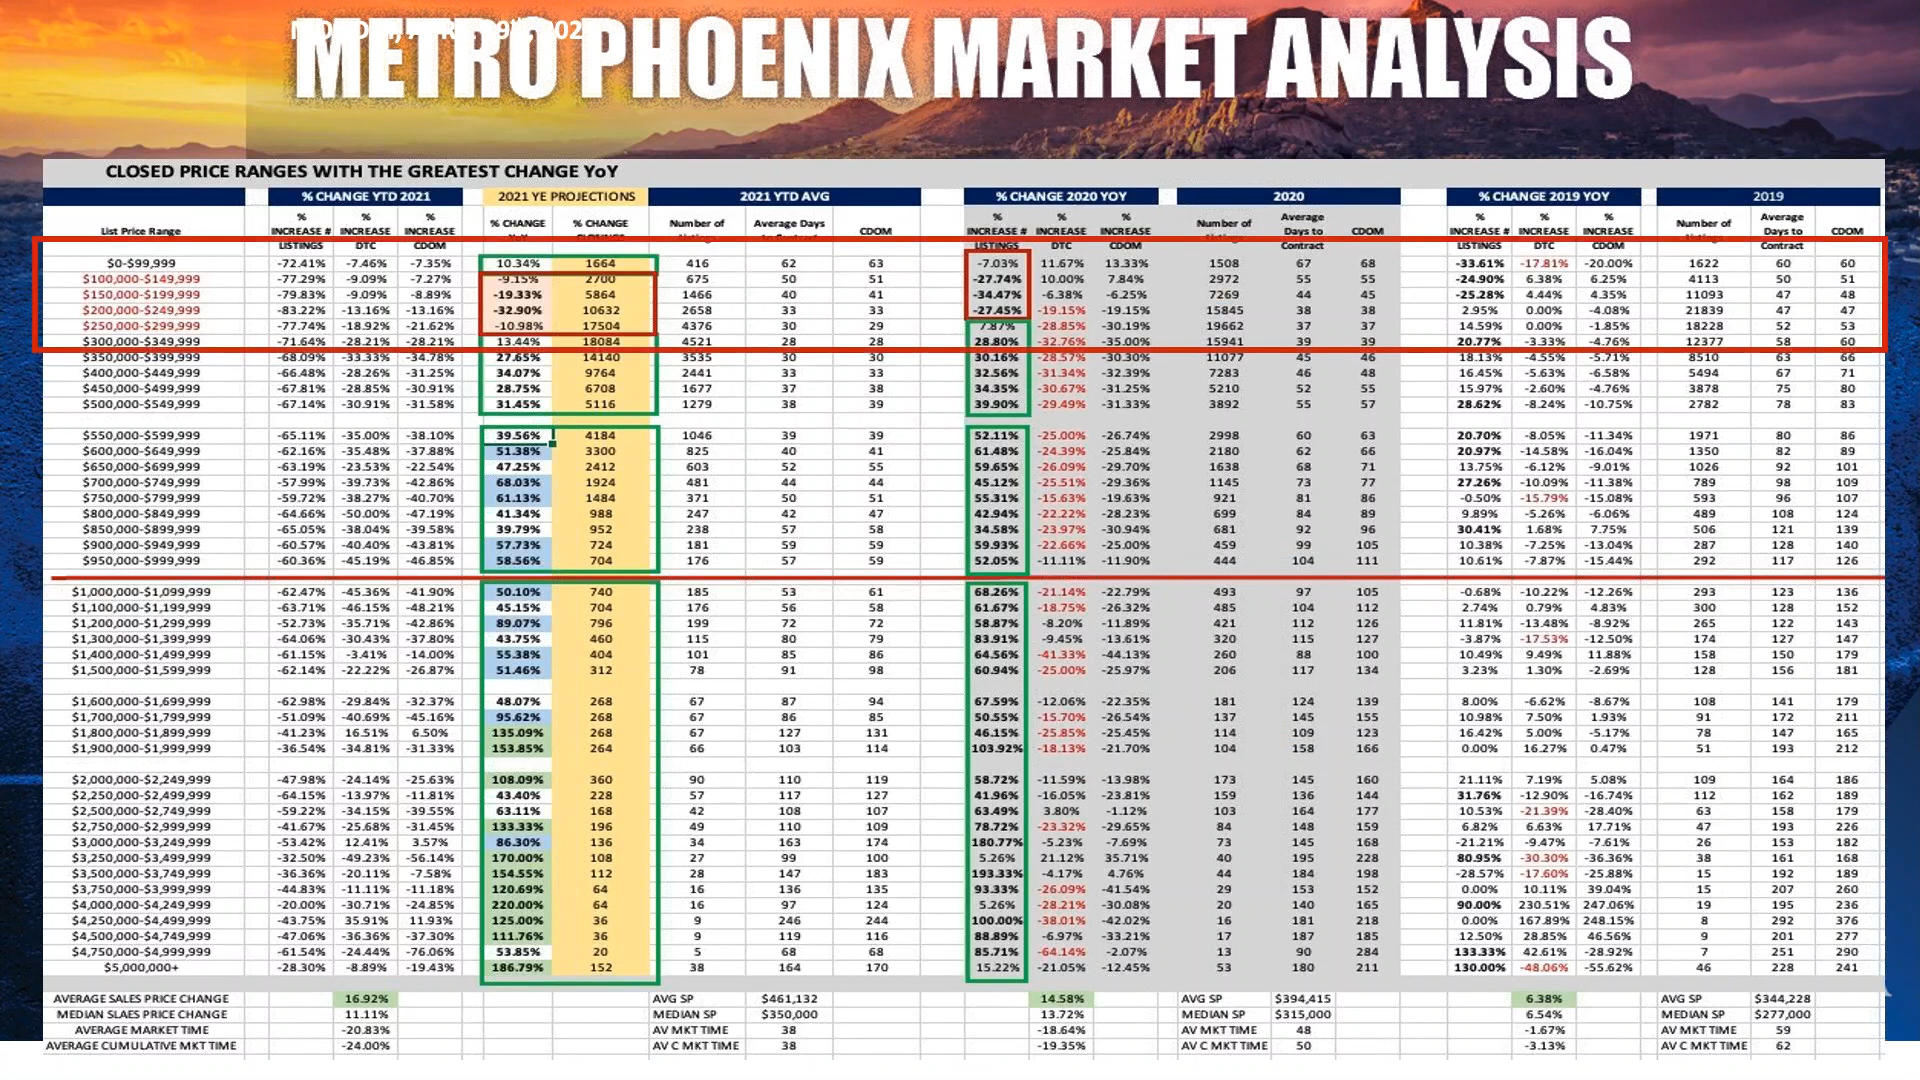 METRO PHOENIX MARKET ANALYSIS
CLOSED PRICE RANGES WITH THE GREATEST CHANGE YoY
% CHANGE YTD 2021 2021 YE PROJECTIONS 2021 YTD AVG % CHANGE 2020 YOY 2020 % CHANGE 2019 YOY 2019
List Price Range % INCREASE # LISTINGS % INCREASE DTC % INCREASE CDOM % CHANGE % CHANGE Number of Average Days CDOM % INCREASE # LISTINGS % INCREASE DTC % INCREASE CDOM Number of Average Days to Contract CDOM % INCREASE # LISTINGS % INCREASE DTC % INCREASE CDOM Number of Average Days to Contract CDOM
$0-$99,999 -72.41% -7.46% -7.35% 10.34% 1664 416 62 63 -7.03% 11.67% 13.33% 1508 67 68 -33.61% -17.81% -20.00% 1622 60 60
$100,000-$149,999 -77.29% -9.09% -7.27% -9.15% 2700 675 50 51 -27.74% 10.00% 7.84% 2972 55 55 -24.90% 6.38% 6.25% 4113 50 51
$150,000-$199,999 -79.83% -9.09% -8.89% -19.33% 5864 1466 40 41 -34.47% -6.38% -6.25% 7269 44 45 -25.28% 4.44% 4.35% 11093 47 48
$200,000-$249,999 -83.22% -13.16% -13.16% -32.90% 10632 2658 33 33 -27.45% -19.15% -19.15% 15845 38 38 2.95% 0.00% -4.08% 21839 47 47
$250,000-$299,999 -77.74% -18.92% -21.62% -10.98% 17504 4376 30 29 7.87% -28.85% -30.19% 19662 37 37 14.59% 0.00% -1.85% 18228 52 53
$300,000-$349,999 -71.64% -28.21% -28.21% 13.44% 18084 4521 28 28 28.80% -32.76% -35.00% 15941 39 39 20.77% -3.33% -4.76% 12377 58 60
$350,000-$399,999 -68.09% -33.33% -34.78% 27.65% 14140 3535 30 30 30.16% -28.57% -30.30% 11077 45 46 18.13% -4.55% -5.71% 8510 63 66
$400,000-$449,999 -66.48% -28.26% -31.25% 34.07% 9764 2441 33 33 32.56% -31.34% -32.39% 7283 46 48 16.45% -5.63% -6.58% 5494 67 71
$450,000-$499,999 -67.81% -28.85% -30.91% 28.75% 6708 1677 37 38 34.35% -30.67% -31.25% 5210 52 55 15.97% -2.60% -4.76% 3878 75 80
$500,000-$549,999 -67.14% -30.91% -31.58% 31.45% 5116 1279 38 39 39.90% -29.49% -31.33% 3892 55 57 28.62% -8.24% -10.75% 2782 78 83
$550,000-$599,999 -65.11% -35.00% -38.10% 39.56% 4184 1046 39 39 52.11% -25.00% -26.74% 2998 60 63 20.70% -8.05% -11.34% 1971 80 86
$600,000-$649,999 -62.16% -35.48% -37.88% 51.38% 3300 825 40 41 61.48% -24.39% -25.84% 2180 62 66 20.97% -14.58% -16.04% 1350 82 89
$650,000-$699,999 -63.19% -23.53% -22.54% 47.25% 2412 603 52 55 59.65% -26.09% -29.70% 1638 68 71 13.75% -6.12% -9.01% 1026 92 101
$700,000-$749,999 -57.99% -39.73% -42.86% 68.03% 1924 481 44 44 45.12% -25.51% -29.36% 1145 73 77 27.26% -10.09% -11.38% 789 98 109
$750,000-$799,999 -59.72% -38.27% -40.70% 61.13% 1484 371 50 51 55.31% -15.63% -19.63% 921 81 86 -0.50% -15.79% -15.08% 593 96 107
$800,000-$849,999 -64.66% -50.00% -47.19% 41.34% 988 247 42 47 42.94% -22.22% -28.23% 699 84 89 9.89% -5.26% -6.06% 489 108 124
$850,000-$899,999 -65.05% -38.04% -39.58% 39.79% 952 238 57 58 34.58% -23.97% -30.94% 681 92 96 30.41% 1.68% 7.75% 506 121 139
$900,000-$949,999 -60.57% -40.40% -43.81% 57.73% 724 181 59 59 59.93% -22.66% -25.00% 459 99 105 10.38% -7.25% -13.04% 287 128 140
$950,000-$999,999 -60.36% -45.19% -46.85% 58.56% 704 176 57 59 52.05% -11.11% -11.90% 444 104 111 10.61% -7.87% -15.44% 292 117 126
$1,000,000-$1,099,999 -62.47% -45.36% -41.90% 50.10% 740 185 53 61 68.26% -21.14% -22.79% 493 97 105 -0.68% -10.22% -12.26% 293 123 136
$1,100,000-$1,199,999 -63.71% -46.15% -48.21% 45.15% 704 176 56 58 61.67% -18.75% -26.32% 485 104 112 2.74% 0.79% 4.83% 300 128 152
$1,200,000-$1,299,999 -52.73% -35.71% -42.86% 89.07% 796 199 72 72 58.87% -8.20% -11.89% 421 112 126 11.81% -13.48% -8.92% 265 122 143
$1,300,000-$1,399,999 -64.06% -30.43% -37.80% 43.75% 460 115 80 79 83.91% -9.45% -13.61% 320 115 127 -3.87% -17.53% -12.50% 174 127 147
$1,400,000-$1,499,999 -61.15% -3.41% -14.00% 55.38% 404 101 85 86 64.56% -41.33% -44.13% 260 88 100 10.49% 9.49% 11.88% 158 150 179
$1,500,000-$1,599,999 -62.14% -22.22% -26.87% 51.46% 312 78 91 98 60.94% -25.00% -25.97% 206 117 134 3.23% 1.30% -2.69% 128 156 181
$1,600,000-$1,699,999 -62.98% -29.84% -32.37% 48.07% 268 67 87 94 67.59% -12.06% -22.35% 181 124 139 8.00% -6.62% -8.67% 108 141 179
$1,700,000-$1,799,999 -51.09% -40.69% -45.16% 95.62% 268 67 86 85 50.55% -15.70% -26.54% 137 145 155 10.98% 7.50% 1.93% 91 172 211
$1,800,000-$1,899,999 -41.23% 16.51% 6.50% 135.09% 268 67 127 131 46.15% -25.85% -25.45% 114 109 123 16.42% 5.00% -5.17% 78 147 165
$1,900,000-$1,999,999 -36.54% -34.81% -31.33% 153.85% 264 66 103 114 103.92% -18.13% -21.70% 104 158 166 0.00% 16.27% 0.47% 51 193 212
$2,000,000-$2,249,999 -47.98% -24.14% -25.63% 108.09% 360 90 110 119 58.72% -11.59% -13.98% 173 145 160 21.11% 7.19% 5.08% 109 164 186
$2,250,000-$2,499,999 -64.15% -13.97% -11.81% 43.40% 228 57 117 127 41.96% -16.05% -23.81% 159 136 144 31.76% -12.90% -16.74% 112 162 189
$2,500,000-$2,749,999 -59.22% -34.15% -39.55% 63.11% 168 42 108 107 63.49% 3.80% -1.12% 103 164 177 10.53% -21.39% -28.40% 63 158 179
$2,750,000-$2,999,999 -41.67% -25.68% -31.45% 133.33% 196 49 110 109 78.72% -23.32% -29.65% 84 148 159 6.82% 6.63% 17.71% 47 193 226
$3,000,000-$3,249,999 -53.42% 12.41% 3.57% 86.30% 136 34 163 174 180.77% -5.23% -7.69% 73 145 168 -21.21% -9.47% -7.61% 26 153 182
$3,250,000-$3,499,999 -32.50% -49.23% -56.14% 170.00% 108 27 99 100 5.26% 21.12% 35.71% 40 195 228 80.95% -30.30% -36.36% 38 161 168
$3,500,000-$3,749,999 -36.36% -20.11% -7.58% 154.55% 112 28 147 183 193.33% -4.17% 4.76% 44 184 198 -28.57% -17.60% -25.88% 15 192 189
$3,750,000-$3,999,999 -44.83% -11.11% -11.18% 120.69% 64 16 136 135 93.33% -26.09% -41.54% 29 153 152 0.00% 10.11% 39.04% 15 207 260
$4,000,000-$4,249,999 -20.00% -30.71% -24.85% 220.00% 64 16 97 124 5.26% -28.21% -30.08% 20 140 165 90.00% 230.51% 247.06% 19 195 236
$4,250,000-$4,499,999 -43.75% 35.91% 11.93% 125.00% 36 9 246 244 100.00% -38.01% -42.02% 16 181 218 0.00% 167.89% 248.15% 8 292 376
$4,500,000-$4,749,999 -47.06% -36.36% -37.30% 111.76% 36 9 119 116 88.89% -6.97% -33.21% 17 187 185 12.50% 28.85% 46.56% 9 201 277
$4,750,000-$4,999,999 -61.54% -24.44% -76.06% 53.85% 20 5 68 68 85.71% -64.14% -2.07% 13 90 284 133.33% 42.61% -28.92% 7 251 290
$5,000,000+ -28.30% -8.89% -19.43% 186.79% 152 38 164 170 15.22% -21.05% -12.45% 53 180 211 130.00% -48.06% -55.62% 46 228 241
AVERAGE SALES PRICE CHANGE 16.92% AVG SP $461,132 14.58% AVG SP $394,415 6.38% AVG SP $344,228
MEDIAN SLAES PRICE CHANGE 11.11% MEDIAN SP $350,000 13.72% MEDIAN SP $315,000 6.54% MEDIAN SP $277,000
AVERAGE MARKET TIME -20.83% AV MKT TIME 38 -18.64% AV MKT TIME 48 -1.67% AV MKT TIME 59
AVERAGE CUMULATIVE MKT TIME -24.00% AV C MKT TIME 38 -19.35% AV C MKT TIME 50 -3.13% AV C MKT TIME 62